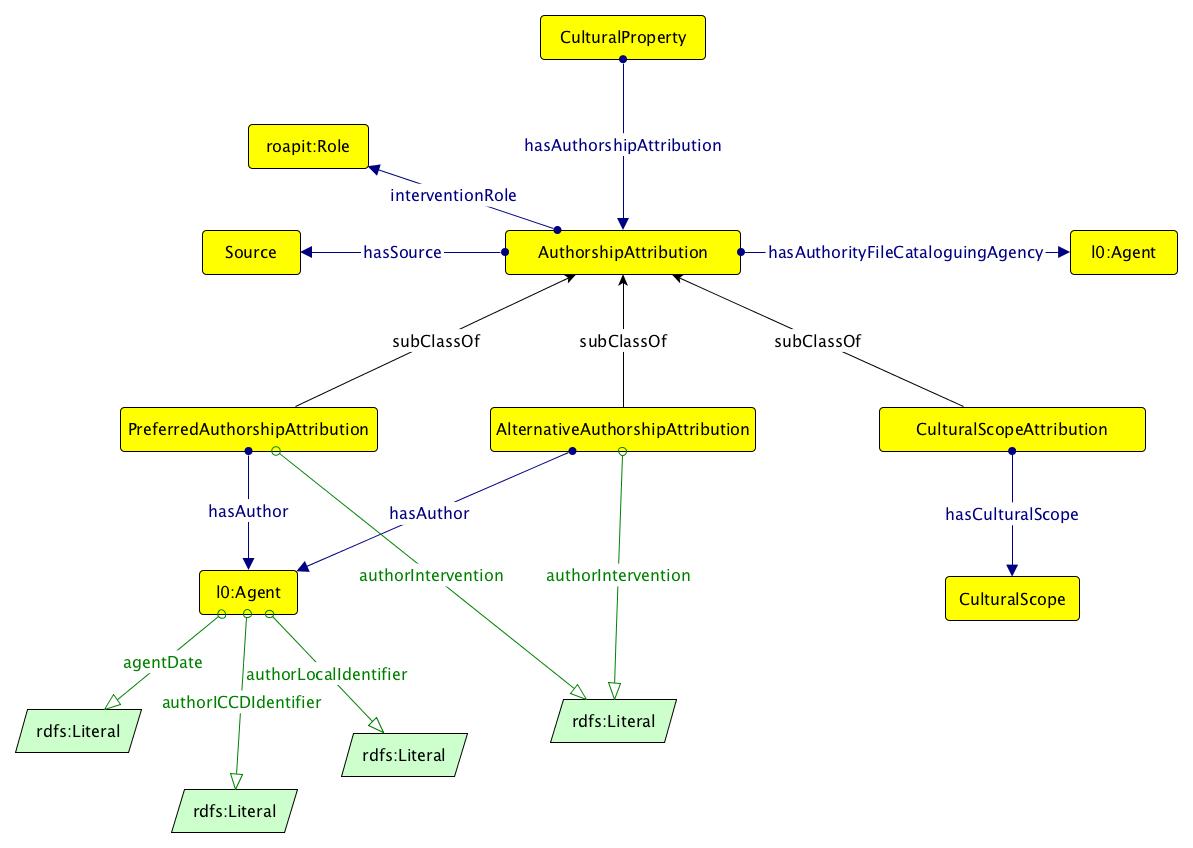 CulturalProperty
roapit:Role
hasAuthorshipAttribution
interventionRole
Source
hasSource
AuthorshipAttribution
hasAuthorityFileCataloguingAgency
l0:Agent
subClassOf
subClassOf
subClassOf
PreferredAuthorshipAttribution
AlternativeAuthorshipAttribution
CulturalScopeAttribution
hasAuthor
hasAuthor
hasCulturalScope
authorIntervention
authorIntervention
l0:Agent
CulturalScope
agentDate
authorLocalIdentifier
authorICCDIdentifier
rdfs:Literal
rdfs:Literal
rdfs:Literal
rdfs:Literal